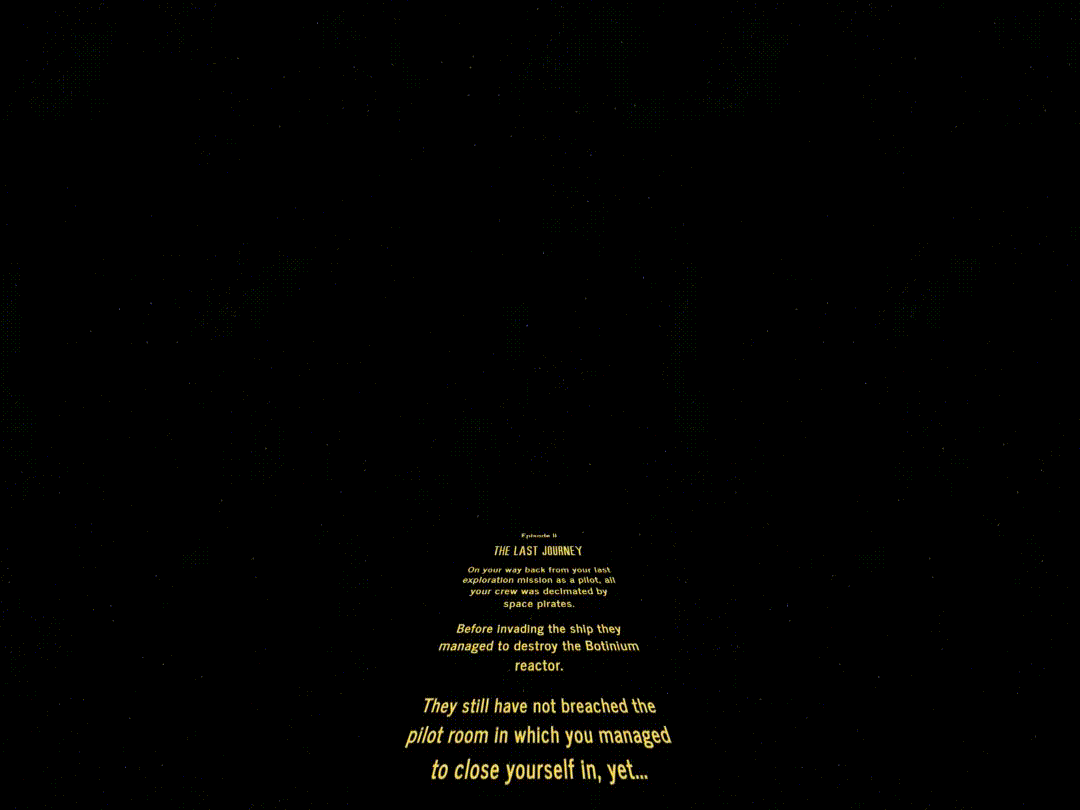 Episode II
THE LAST JOURNEY
On your way back from your last
exploration mission as a pilot, all
your crew was decimated by
space pirates.
Before invading the ship they
managed to destroy the Botinium
reactor.
They still have not breached the
pilot room in which you managed
to close yourself in, yet...